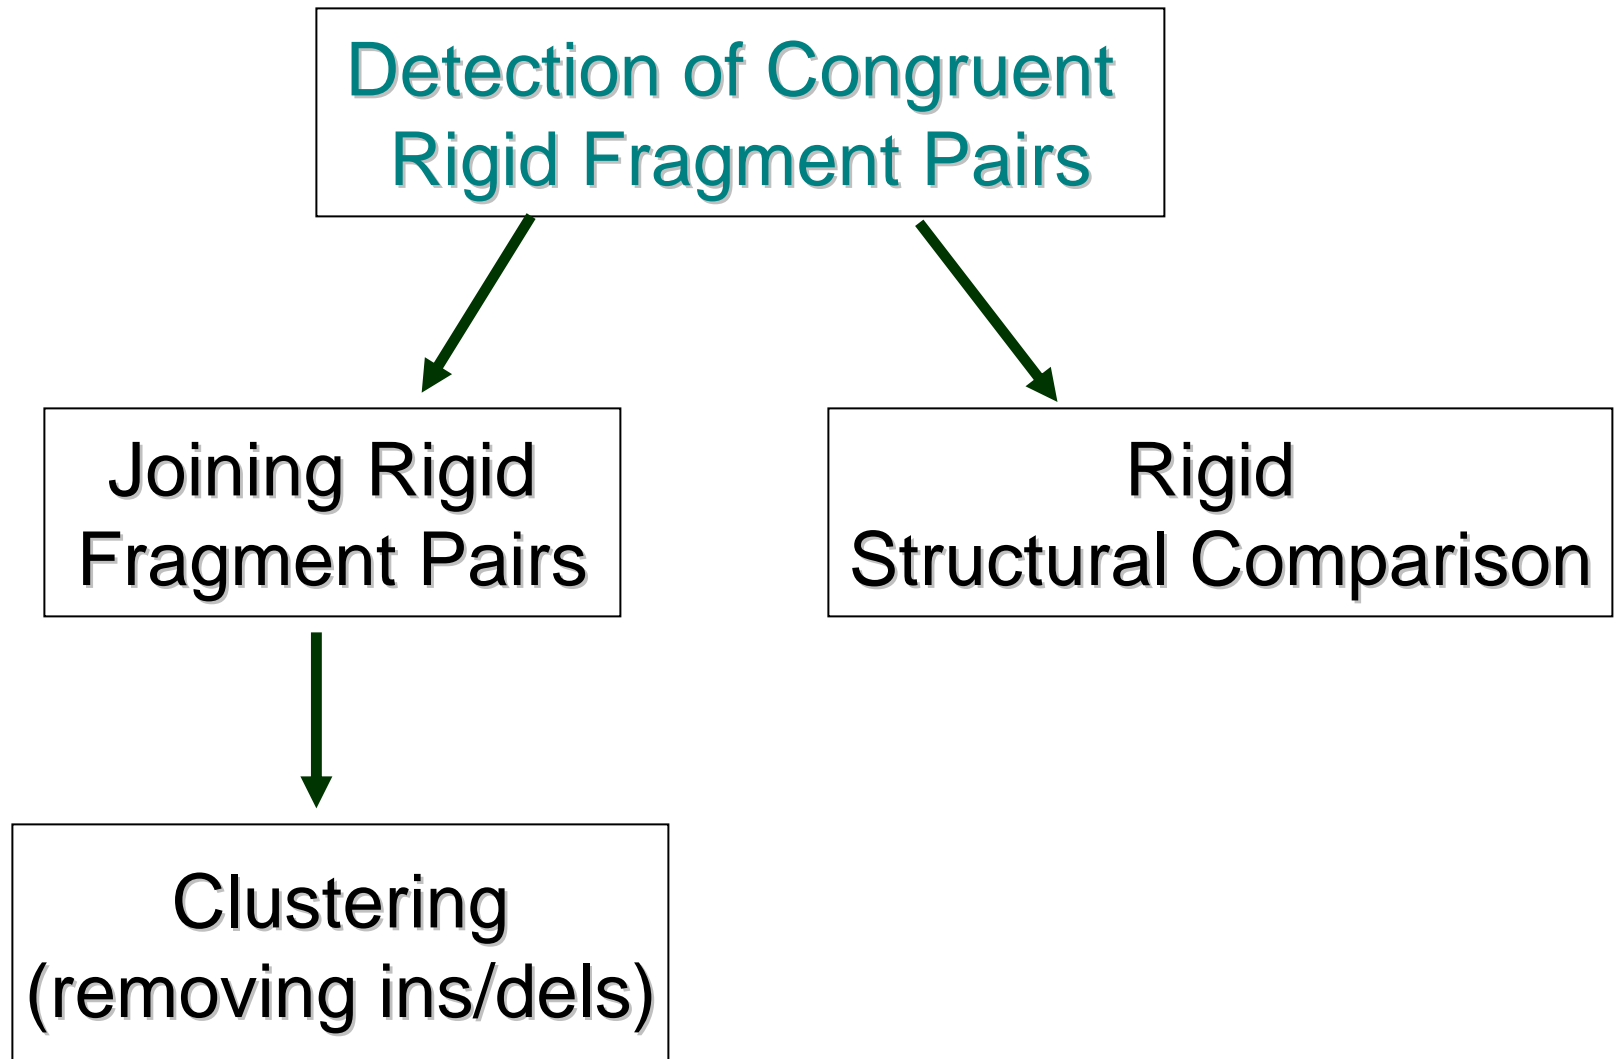 Detection of Congruent
Rigid Fragment Pairs
Joining Rigid
Fragment Pairs
Rigid
Structural Comparison
Clustering
(removing ins/dels)